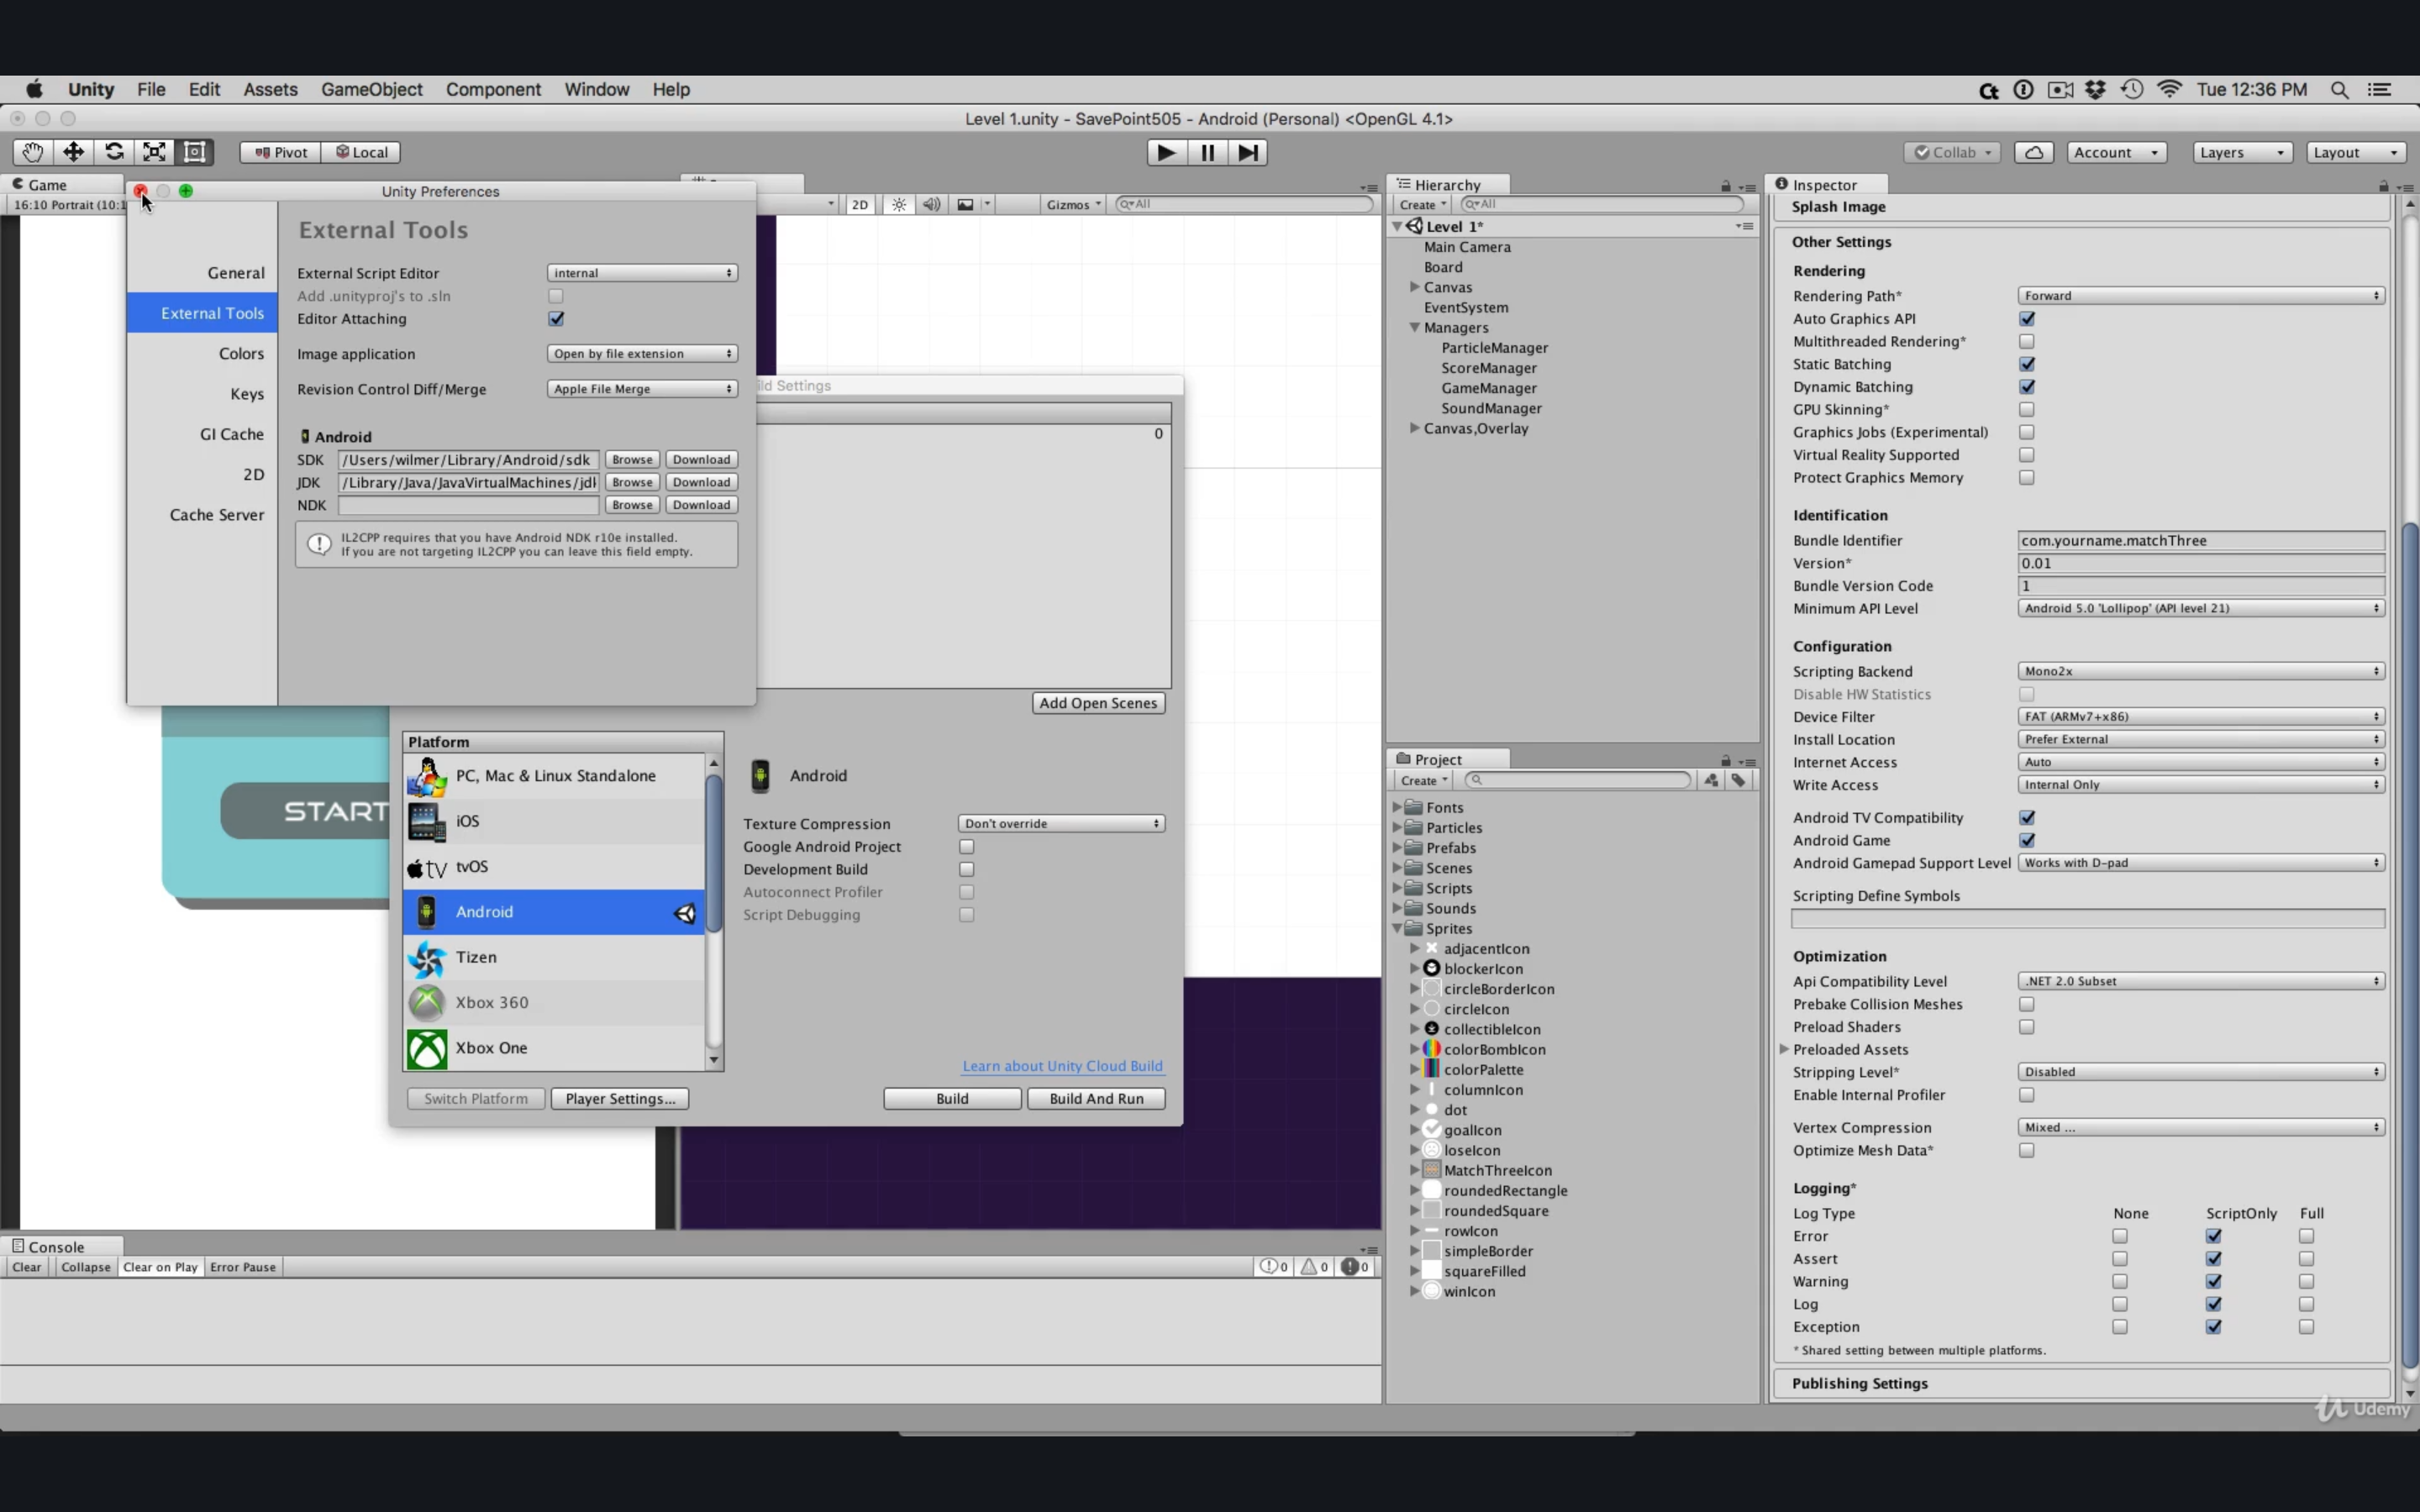 Unity File Edit Assets GameObject Component Window Help
Tue 12:36 PM
Level 1.unity - SavePoint505 - Android (Personal) <OpenGL 4.1>
Pivot Local
Collab Account Layers Layout
Game
16:10 Portrait (10:1
Unity Preferences
General
External Tools
Colors
Keys
GI Cache
2D
Cache Server
External Tools
External Script Editor internal
Add .unityproj's to .sln
Editor Attaching
Image application Open by file extension
Revision Control Diff/Merge Apple File Merge
Android
SDK /Users/wilmer/Library/Android/sdk Browse Download
JDK /Library/Java/JavaVirtualMachines/jdk Browse Download
NDK Browse Download
IL2CPP requires that you have Android NDK r10e installed.
If you are not targeting IL2CPP you can leave this field empty.
2D Gizmos All
ld Settings
0
Add Open Scenes
START
Platform
PC, Mac & Linux Standalone
iOS
tv tvOS
Android
Tizen
Xbox 360
Xbox One
Android
Texture Compression Don't override
Google Android Project
Development Build
Autoconnect Profiler
Script Debugging
Learn about Unity Cloud Build
Switch Platform Player Settings... Build Build And Run
Console
Clear Collapse Clear on Play Error Pause
0 0 0
Hierarchy
Create All
Level 1*
Main Camera
Board
Canvas
EventSystem
Managers
ParticleManager
ScoreManager
GameManager
SoundManager
Canvas,Overlay
Project
Create
Fonts
Particles
Prefabs
Scenes
Scripts
Sounds
Sprites
adjacentIcon
blockerIcon
circleBorderIcon
circleIcon
collectibleIcon
colorBombIcon
colorPalette
columnIcon
dot
goalIcon
loseIcon
MatchThreeIcon
roundedRectangle
roundedSquare
rowIcon
simpleBorder
squareFilled
winIcon
Inspector
Splash Image
Other Settings
Rendering
Rendering Path* Forward
Auto Graphics API
Multithreaded Rendering*
Static Batching
Dynamic Batching
GPU Skinning*
Graphics Jobs (Experimental)
Virtual Reality Supported
Protect Graphics Memory
Identification
Bundle Identifier com.yourname.matchThree
Version* 0.01
Bundle Version Code 1
Minimum API Level Android 5.0 'Lollipop' (API level 21)
Configuration
Scripting Backend Mono2x
Disable HW Statistics
Device Filter FAT (ARMv7+x86)
Install Location Prefer External
Internet Access Auto
Write Access Internal Only
Android TV Compatibility
Android Game
Android Gamepad Support Level Works with D-pad
Scripting Define Symbols
Optimization
Api Compatibility Level .NET 2.0 Subset
Prebake Collision Meshes
Preload Shaders
Preloaded Assets
Stripping Level* Disabled
Enable Internal Profiler
Vertex Compression Mixed ...
Optimize Mesh Data*
Logging*
Log Type None ScriptOnly Full
Error
Assert
Warning
Log
Exception
* Shared setting between multiple platforms.
Publishing Settings
Udemy